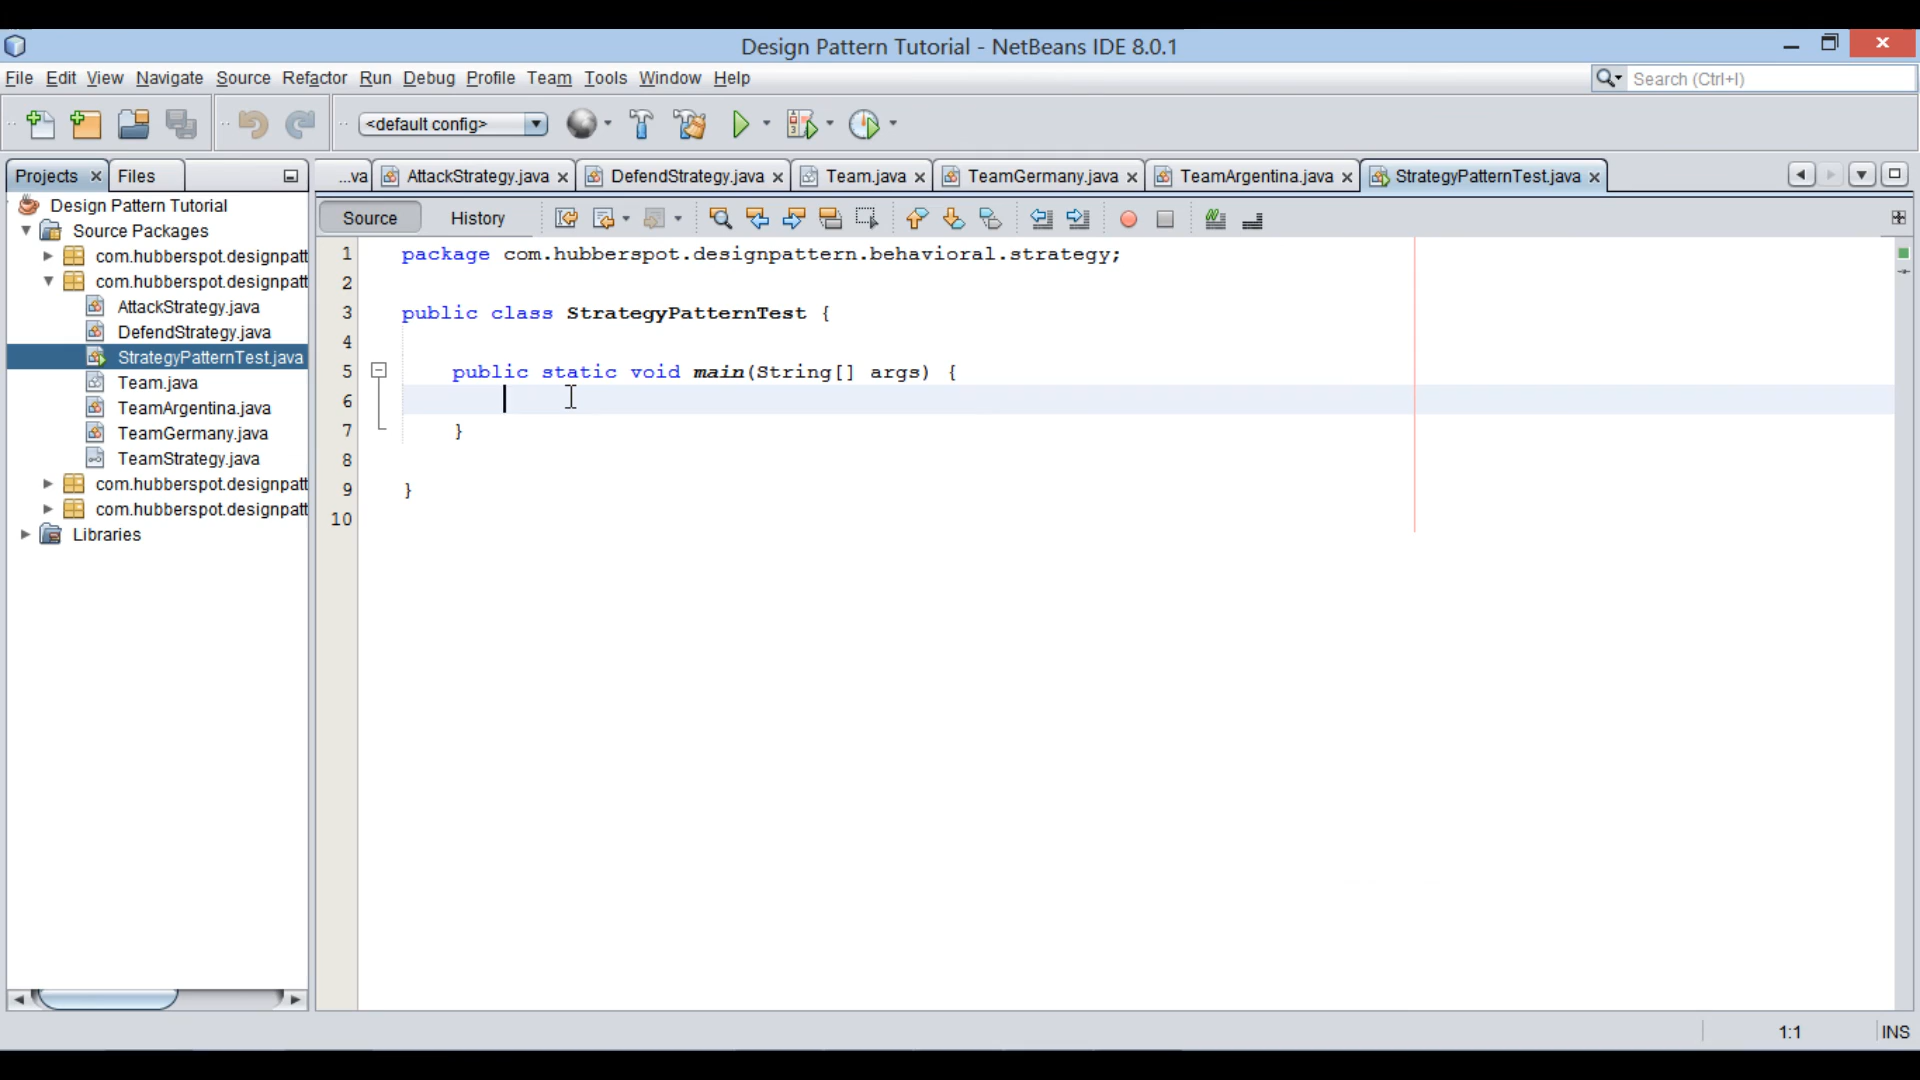 Design Pattern Tutorial - NetBeans IDE 8.0.1
File Edit View Navigate Source Refactor Run Debug Profile Team Tools Window Help
Search (Ctrl+I)
<default config>
Projects Files
...va AttackStrategy.java DefendStrategy.java Team.java TeamGermany.java TeamArgentina.java StrategyPatternTest.java
Design Pattern Tutorial
Source Packages
com.hubberspot.designpatt
com.hubberspot.designpatt
AttackStrategy.java
DefendStrategy.java
StrategyPatternTest.java
Team.java
TeamArgentina.java
TeamGermany.java
TeamStrategy.java
com.hubberspot.designpatt
com.hubberspot.designpatt
Libraries
Source History
1 package com.hubberspot.designpattern.behavioral.strategy;
2
3 public class StrategyPatternTest {
4
5 public static void main(String[] args) {
6
7 }
8
9 }
10
1:1 INS